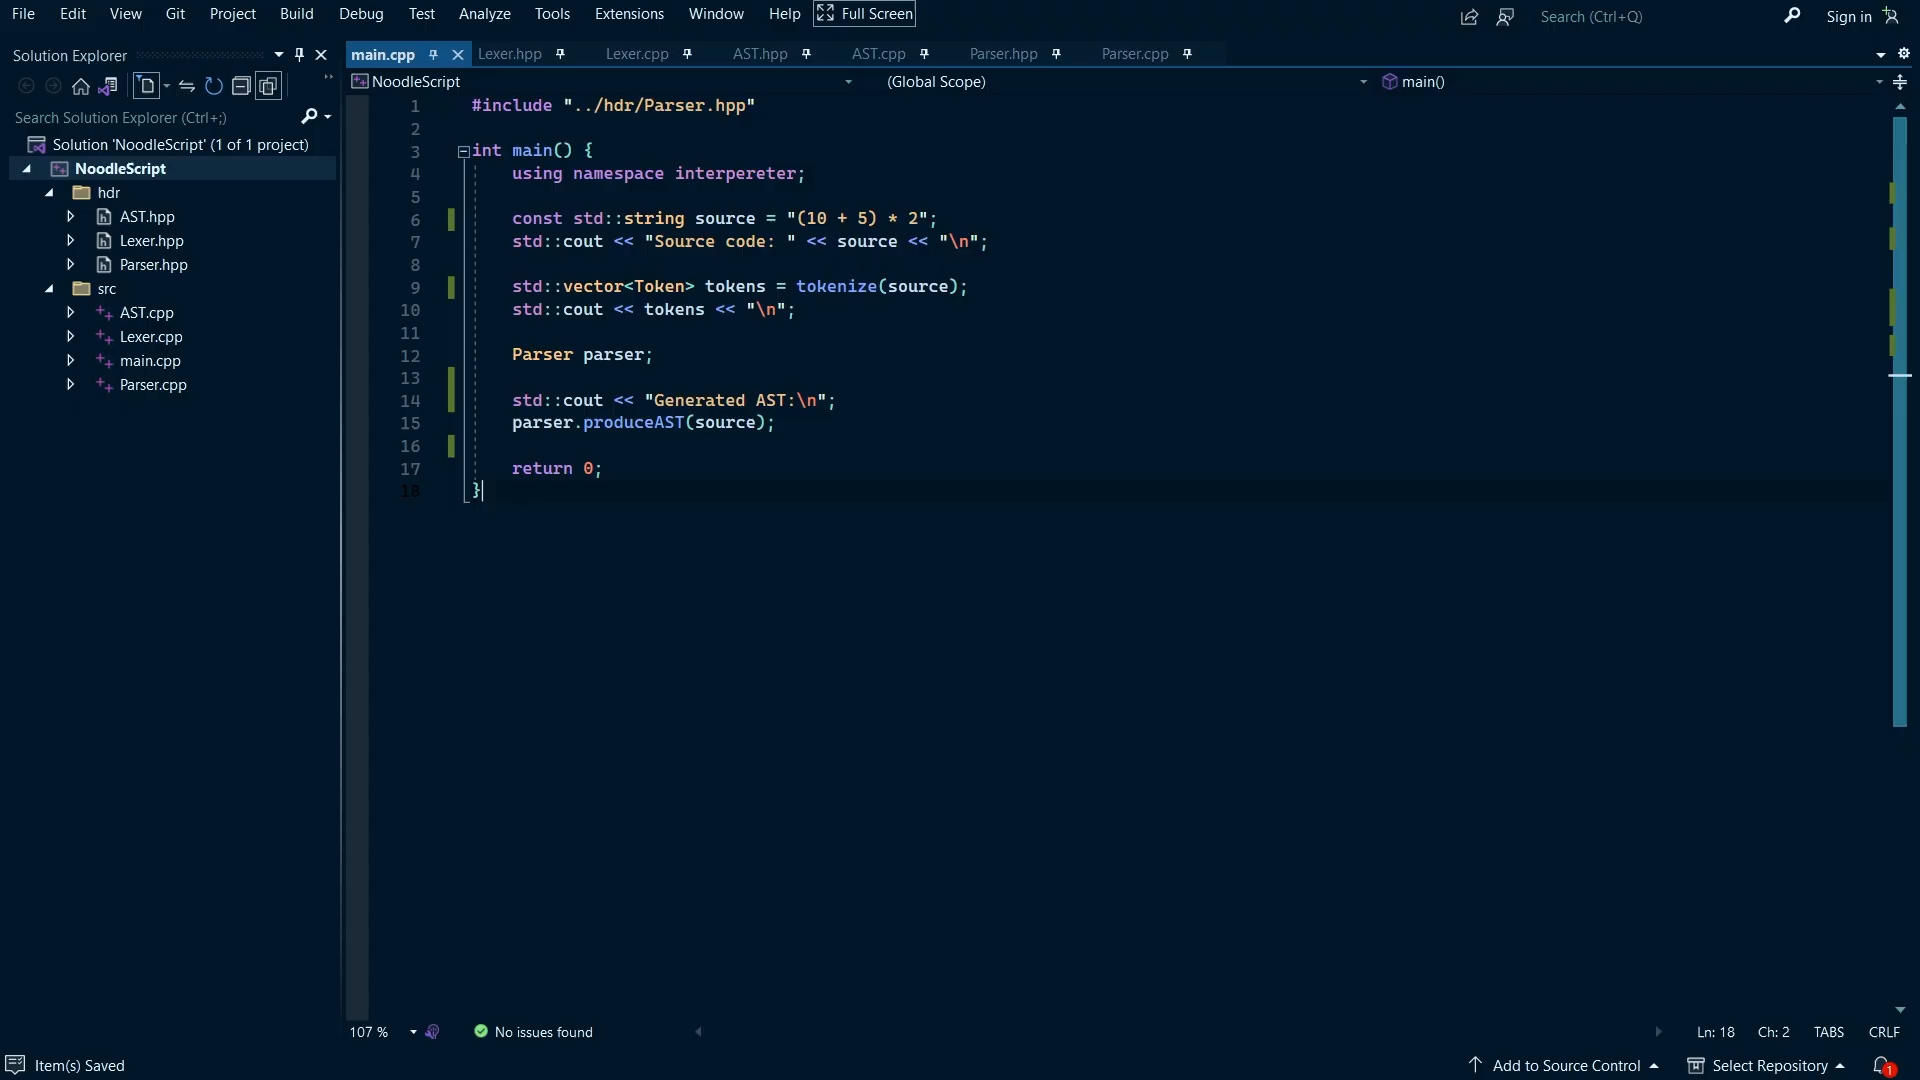 File Edit View Git Project Build Debug Test Analyze Tools Extensions Window Help Full Screen Search (Ctrl+Q) Sign in
Solution Explorer
main.cpp Lexer.hpp Lexer.cpp AST.hpp AST.cpp Parser.hpp Parser.cpp
NoodleScript (Global Scope) main()
Search Solution Explorer (Ctrl+;)
Solution 'NoodleScript' (1 of 1 project)
NoodleScript
hdr
AST.hpp
Lexer.hpp
Parser.hpp
src
AST.cpp
Lexer.cpp
main.cpp
Parser.cpp
1 #include "../hdr/Parser.hpp"
2
3 int main() {
4 using namespace interpereter;
5
6 const std::string source = "(10 + 5) * 2";
7 std::cout << "Source code: " << source << "\n";
8
9 std::vector<Token> tokens = tokenize(source);
10 std::cout << tokens << "\n";
11
12 Parser parser;
13
14 std::cout << "Generated AST:\n";
15 parser.produceAST(source);
16
17 return 0;
18 }
107 % No issues found Ln: 18 Ch: 2 TABS CRLF
Item(s) Saved Add to Source Control Select Repository 1